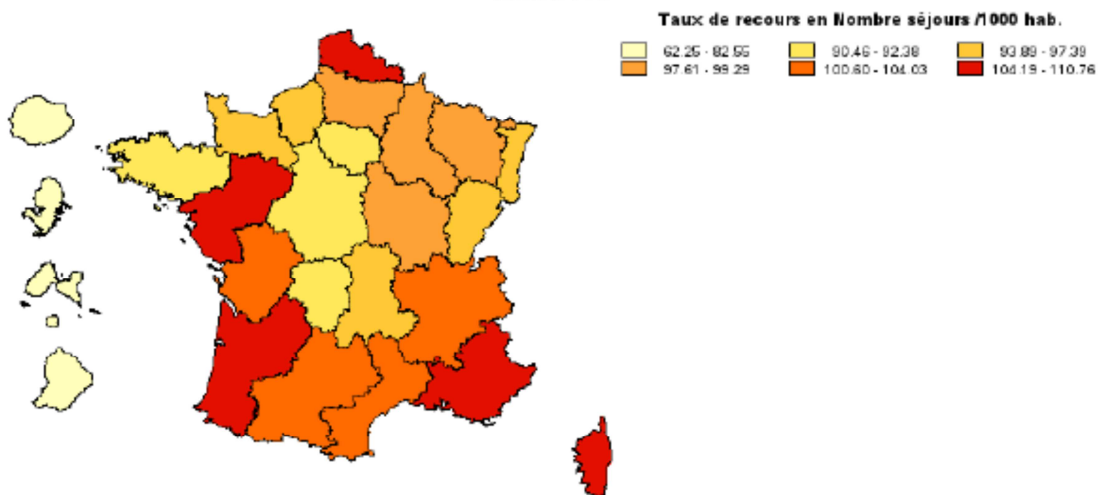 Taux de recours en Nombre séjours /1000 hab.
62.25 - 82.55 90.46 - 92.38 93.89 - 97.39
97.61 - 99.29 100.60 - 104.03 104.19 - 110.76